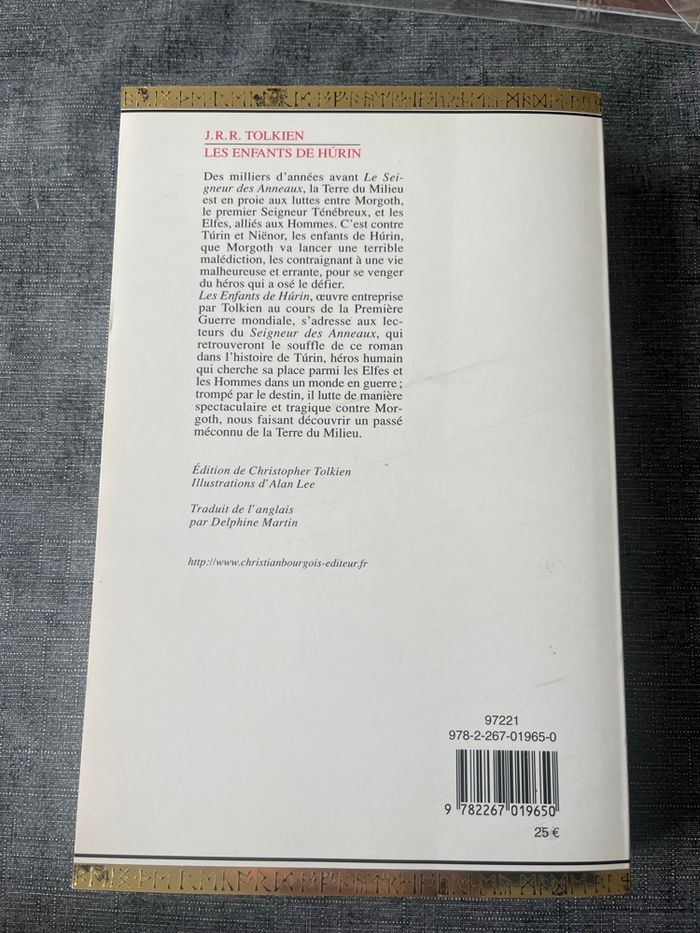 J.R.R. TOLKIEN
LES ENFANTS DE HÚRIN
Des milliers d'années avant Le Sei-
gneur des Anneaux, la Terre du Milieu
est en proie aux luttes entre Morgoth,
le premier Seigneur Ténébreux, et les
Elfes, alliés aux Hommes. C'est contre
Túrin et Niënor, les enfants de Húrin,
que Morgoth va lancer une terrible
malédiction, les contraignant à une vie
malheureuse et errante, pour se venger
du héros qui a osé le défier.
Les Enfants de Húrin, œuvre entreprise
par Tolkien au cours de la Première
Guerre mondiale, s'adresse aux lec-
teurs du Seigneur des Anneaux, qui
retrouveront le souffle de ce roman
dans l'histoire de Túrin, héros humain
qui cherche sa place parmi les Elfes et
les Hommes dans un monde en guerre ;
trompé par le destin, il lutte de manière
spectaculaire et tragique contre Mor-
goth, nous faisant découvrir un passé
méconnu de la Terre du Milieu.
Édition de Christopher Tolkien
Illustrations d'Alan Lee
Traduit de l'anglais
par Delphine Martin
http://www.christianbourgois-editeur.fr
97221
978-2-267-01965-0
9 782267 019650
25 €